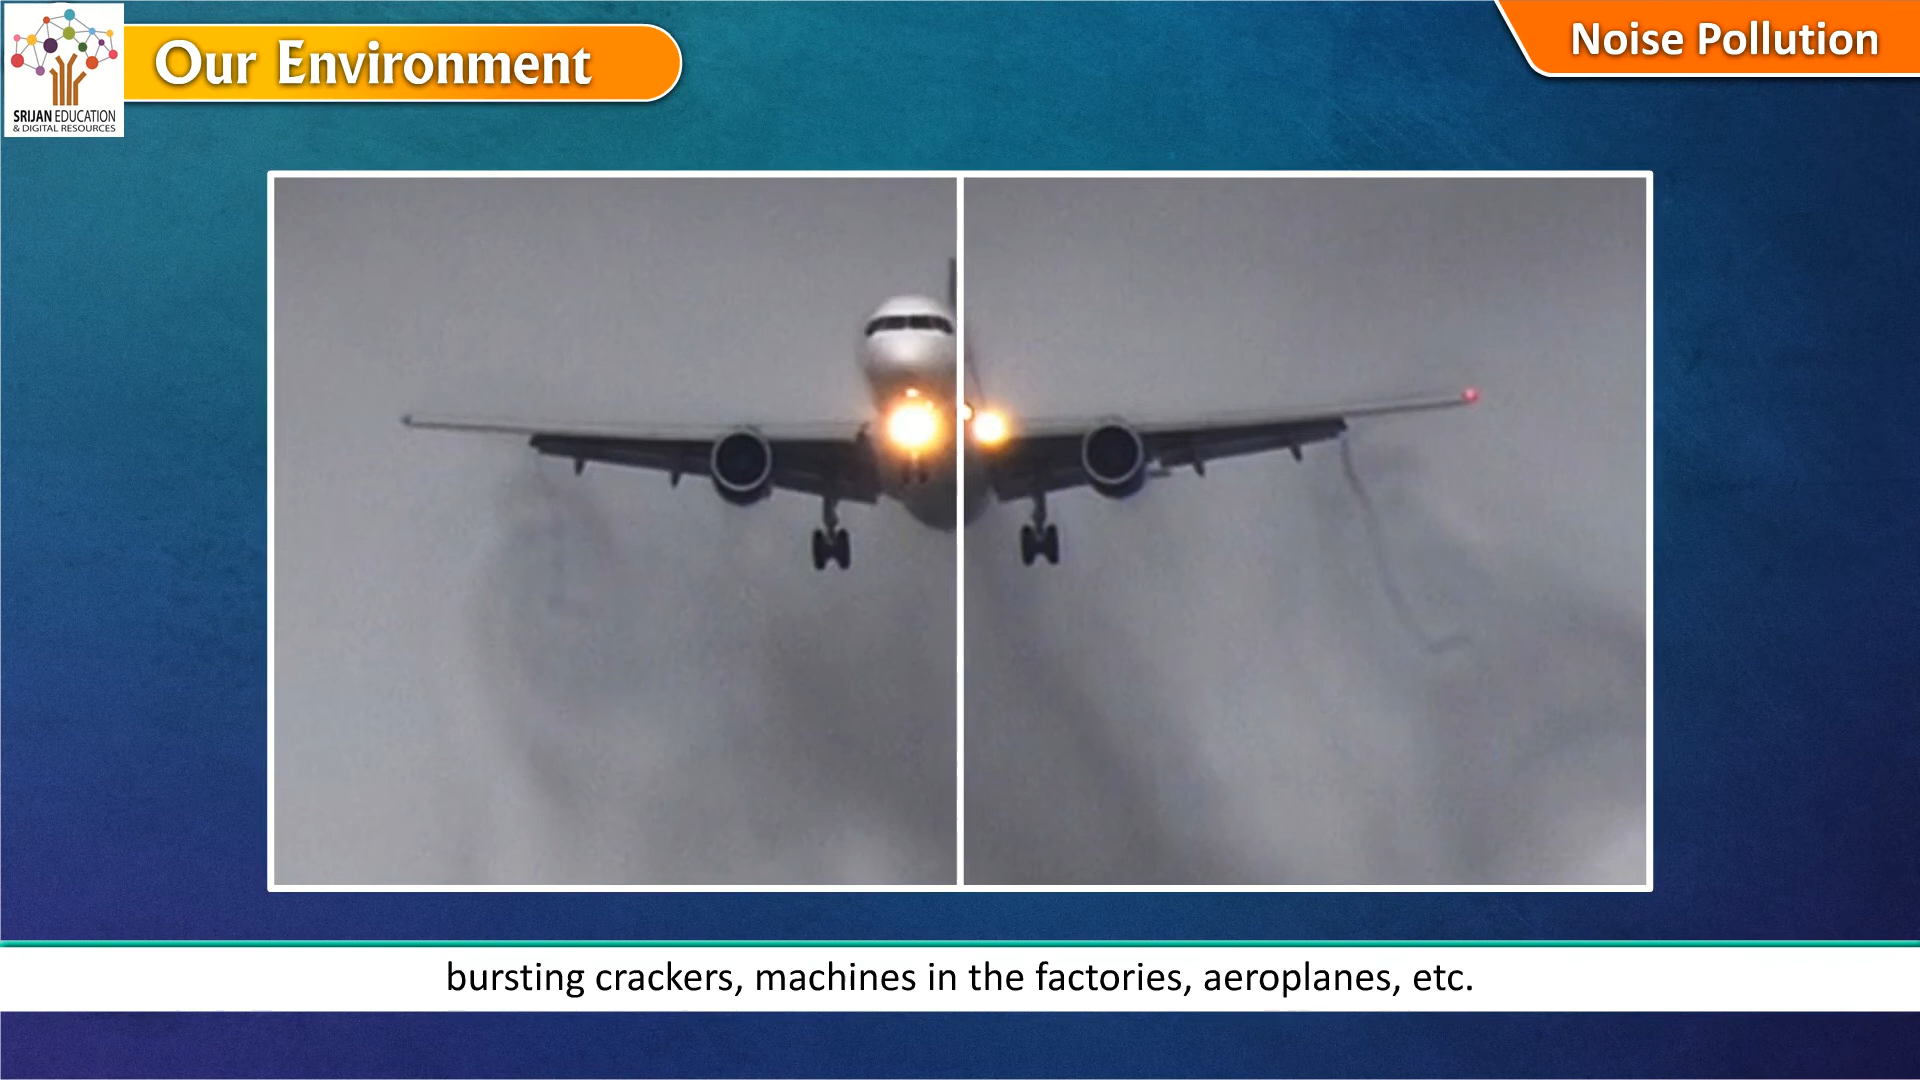 Our Environment
Noise Pollution
SRIJAN EDUCATION
& DIGITAL RESOURCES
bursting crackers, machines in the factories, aeroplanes, etc.